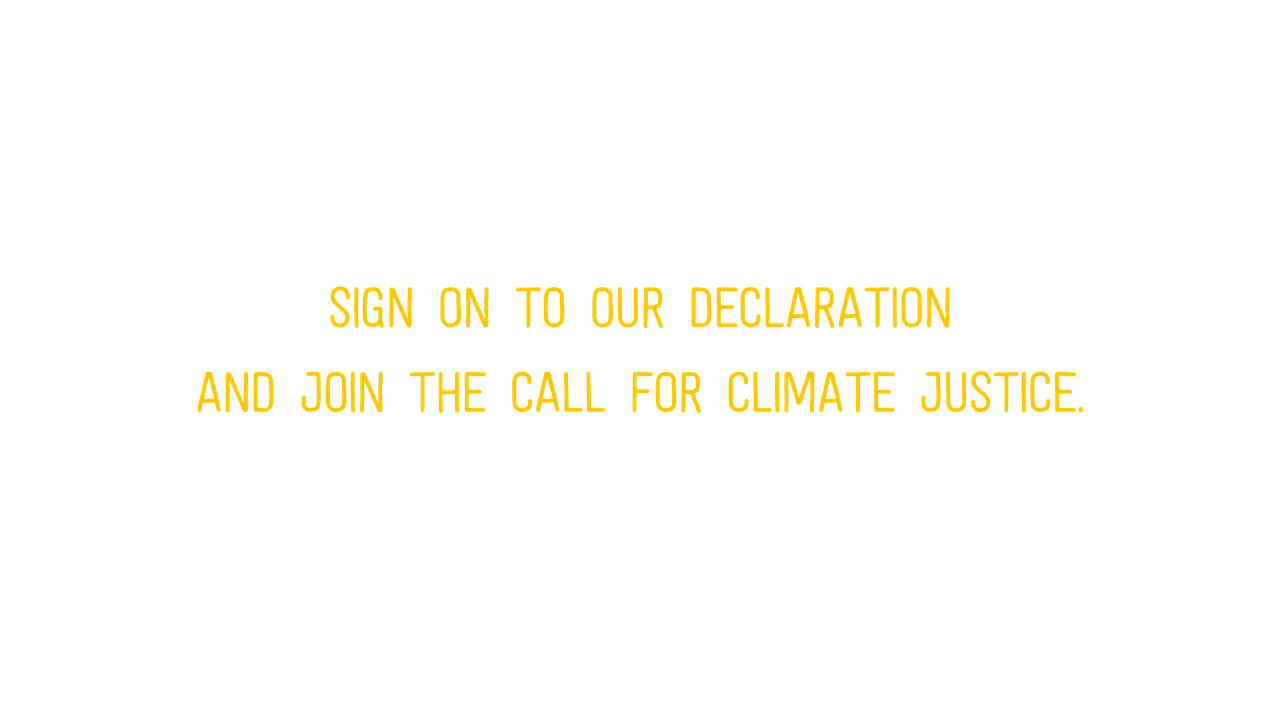 SIGN ON TO OUR DECLARATION
AND JOIN THE CALL FOR CLIMATE JUSTICE.